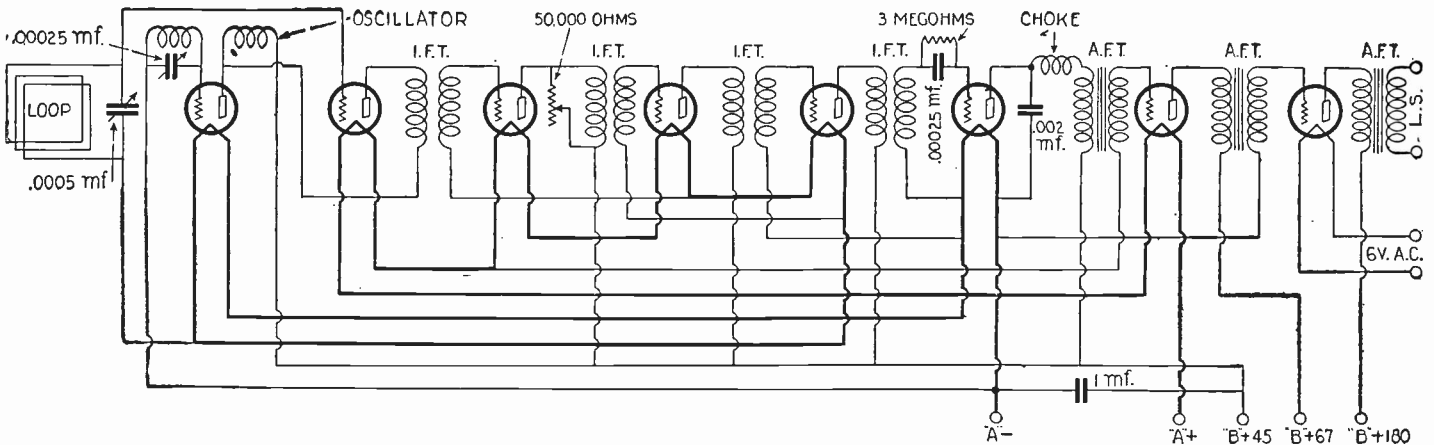 OSCILLATOR
.00025 mf.
50,000 OHMS
3 MEGOHMS
CHOKE
I.F.T.
I.F.T.
I.F.T.
I.F.T.
A.F.T.
A.F.T.
A.F.T.
LOOP
.0005 mf
.00025 mf.
.002 mf.
L.S.
6V. A.C.
1 mf.
"A"-
"A"+
"B"+45
"B"+67
"B"+180